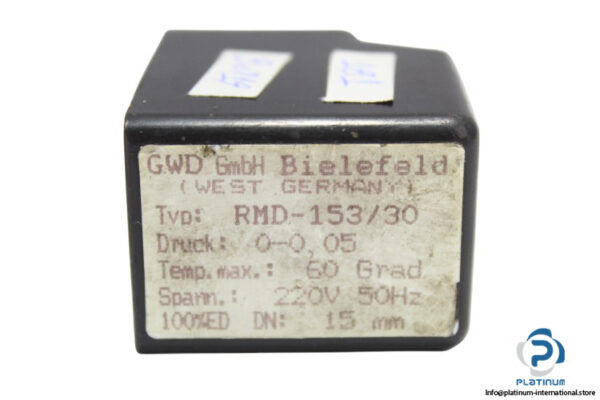 GWD GmbH Bielefeld
(WEST GERMANY)
Typ: RMD-153/30
Druck: 0-0,05
Temp.max.: 60 Grad
Spann.: 220V 50Hz
100%ED DN: 15 mm
PLATINUM
Info@platinum-international.store